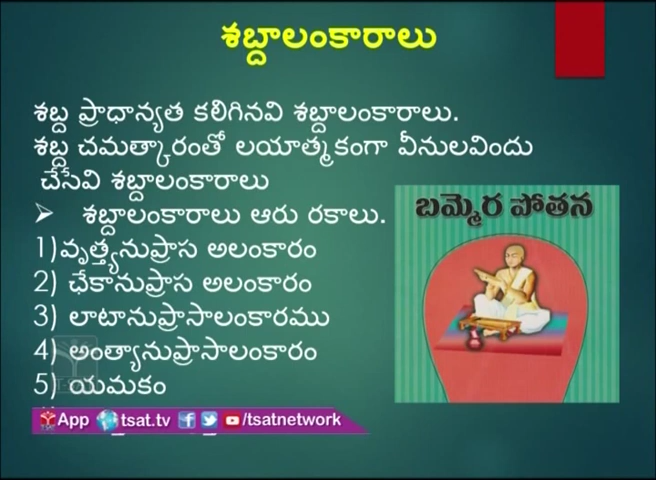 శబ్దాలంకారాలు
శబ్ద ప్రాధాన్యత కలిగినవి శబ్దాలంకారాలు.
శబ్ద చమత్కారంతో లయాత్మకంగా వీనులవిందు
చేసేవి శబ్దాలంకారాలు
➢ శబ్దాలంకారాలు ఆరు రకాలు.
బమ్మెర పోతన
1)వృత్త్యనుప్రాస అలంకారం
2) ఛేకానుప్రాస అలంకారం
3) లాటానుప్రాసాలంకారము
4) అంత్యానుప్రాసాలంకారం
5) యమకం
App tsat.tv /tsatnetwork